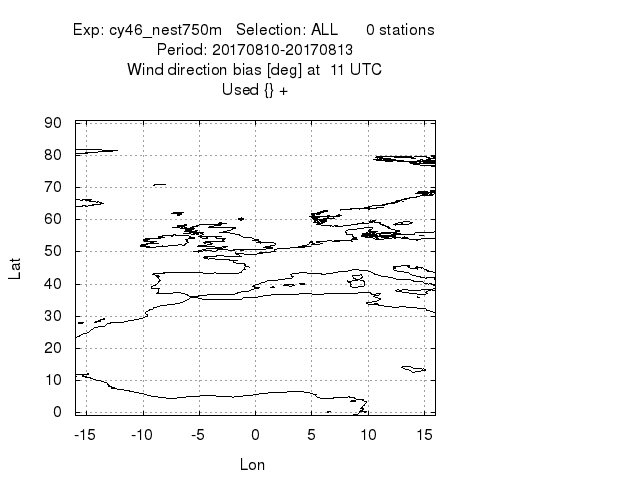 Exp: cy46_nest750m Selection: ALL 0 stations
Period: 20170810-20170813
Wind direction bias [deg] at 11 UTC
Used {} +
90
80
70
60
50
40
30
20
10
0
Lat
-15 -10 -5 0 5 10 15
Lon